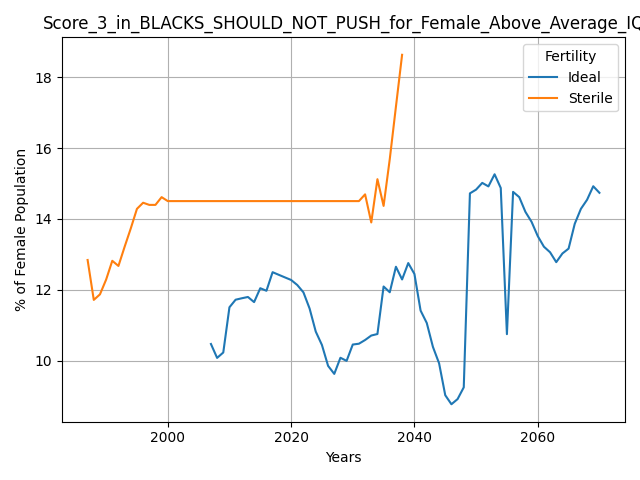 Score_3_in_BLACKS_SHOULD_NOT_PUSH_for_Female_Above_Average_IQ
Fertility
Ideal
Sterile
% of Female Population
18
16
14
12
10
2000 2020 2040 2060
Years